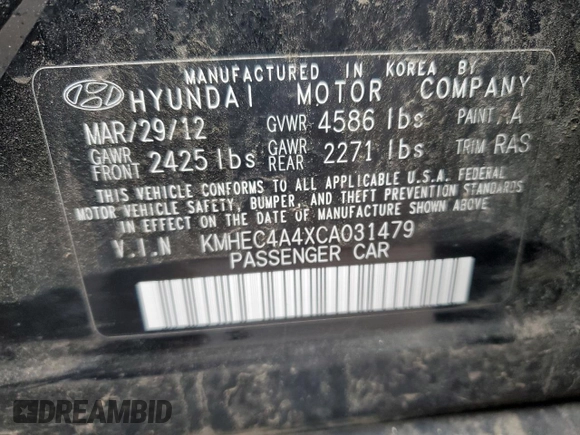 MANUFACTURED IN KOREA BY
HYUNDAI MOTOR COMPANY
MAR/29/12 GVWR 4586 lbs PAINT A
GAWR FRONT 2425 lbs GAWR REAR 2271 lbs TRIM RAS
THIS VEHICLE CONFORMS TO ALL APPLICABLE U.S.A. FEDERAL
MOTOR VEHICLE SAFETY, BUMPER, AND THEFT PREVENTION STANDARDS
IN EFFECT ON THE DATE OF MANUFACTURE SHOWN ABOVE.
V.I.N KMHEC4A4XCA031479
PASSENGER CAR
DREAMBID